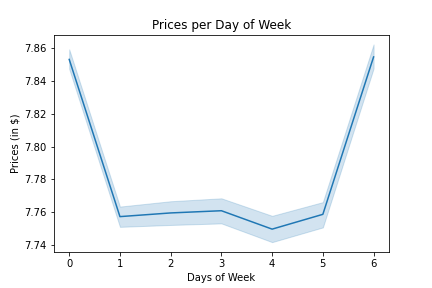 Prices per Day of Week
Prices (in $)
7.86
7.84
7.82
7.80
7.78
7.76
7.74
0 1 2 3 4 5 6
Days of Week